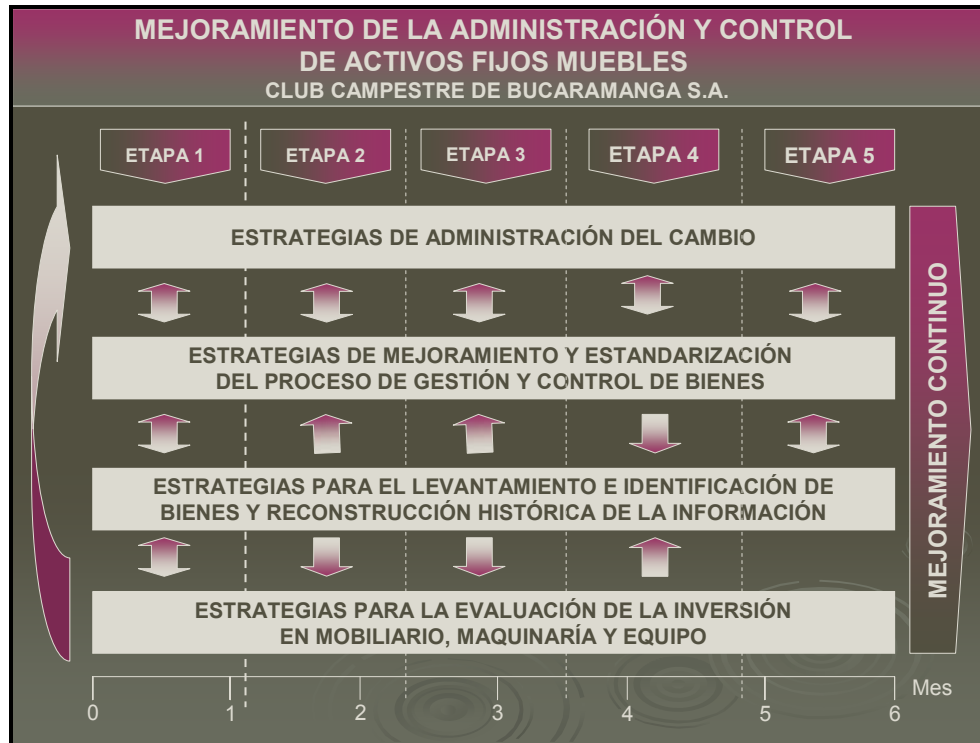 MEJORAMIENTO DE LA ADMINISTRACIÓN Y CONTROL
DE ACTIVOS FIJOS MUEBLES
CLUB CAMPESTRE DE BUCARAMANGA S.A.
ETAPA 1
ETAPA 2
ETAPA 3
ETAPA 4
ETAPA 5
ESTRATEGIAS DE ADMINISTRACIÓN DEL CAMBIO
ESTRATEGIAS DE MEJORAMIENTO Y ESTANDARIZACIÓN
DEL PROCESO DE GESTIÓN Y CONTROL DE BIENES
ESTRATEGIAS PARA EL LEVANTAMIENTO E IDENTIFICACIÓN DE
BIENES Y RECONSTRUCCIÓN HISTÓRICA DE LA INFORMACIÓN
ESTRATEGIAS PARA LA EVALUACIÓN DE LA INVERSIÓN
EN MOBILIARIO, MAQUINARÍA Y EQUIPO
MEJORAMIENTO CONTINUO
Mes
0 1 2 3 4 5 6